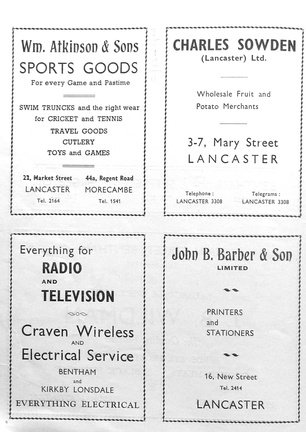 Wm. Atkinson & Sons
SPORTS GOODS
For every Game and Pastime
SWIM TRUNCKS and the right wear
for CRICKET and TENNIS
TRAVEL GOODS
CUTLERY
TOYS and GAMES
23, Market Street 44a, Regent Road
LANCASTER MORECAMBE
Tel. 2164 Tel. 1541
CHARLES SOWDEN
(Lancaster) Ltd.
Wholesale Fruit and
Potato Merchants
3-7, Mary Street
LANCASTER
Telephone : Telegrams :
LANCASTER 3308 LANCASTER 3308
Everything for
RADIO
AND
TELEVISION
Craven Wireless
AND
Electrical Service
BENTHAM
and
KIRKBY LONSDALE
EVERYTHING ELECTRICAL
John B. Barber & Son
LIMITED
PRINTERS
and
STATIONERS
16, New Street
Tel. 2414
LANCASTER